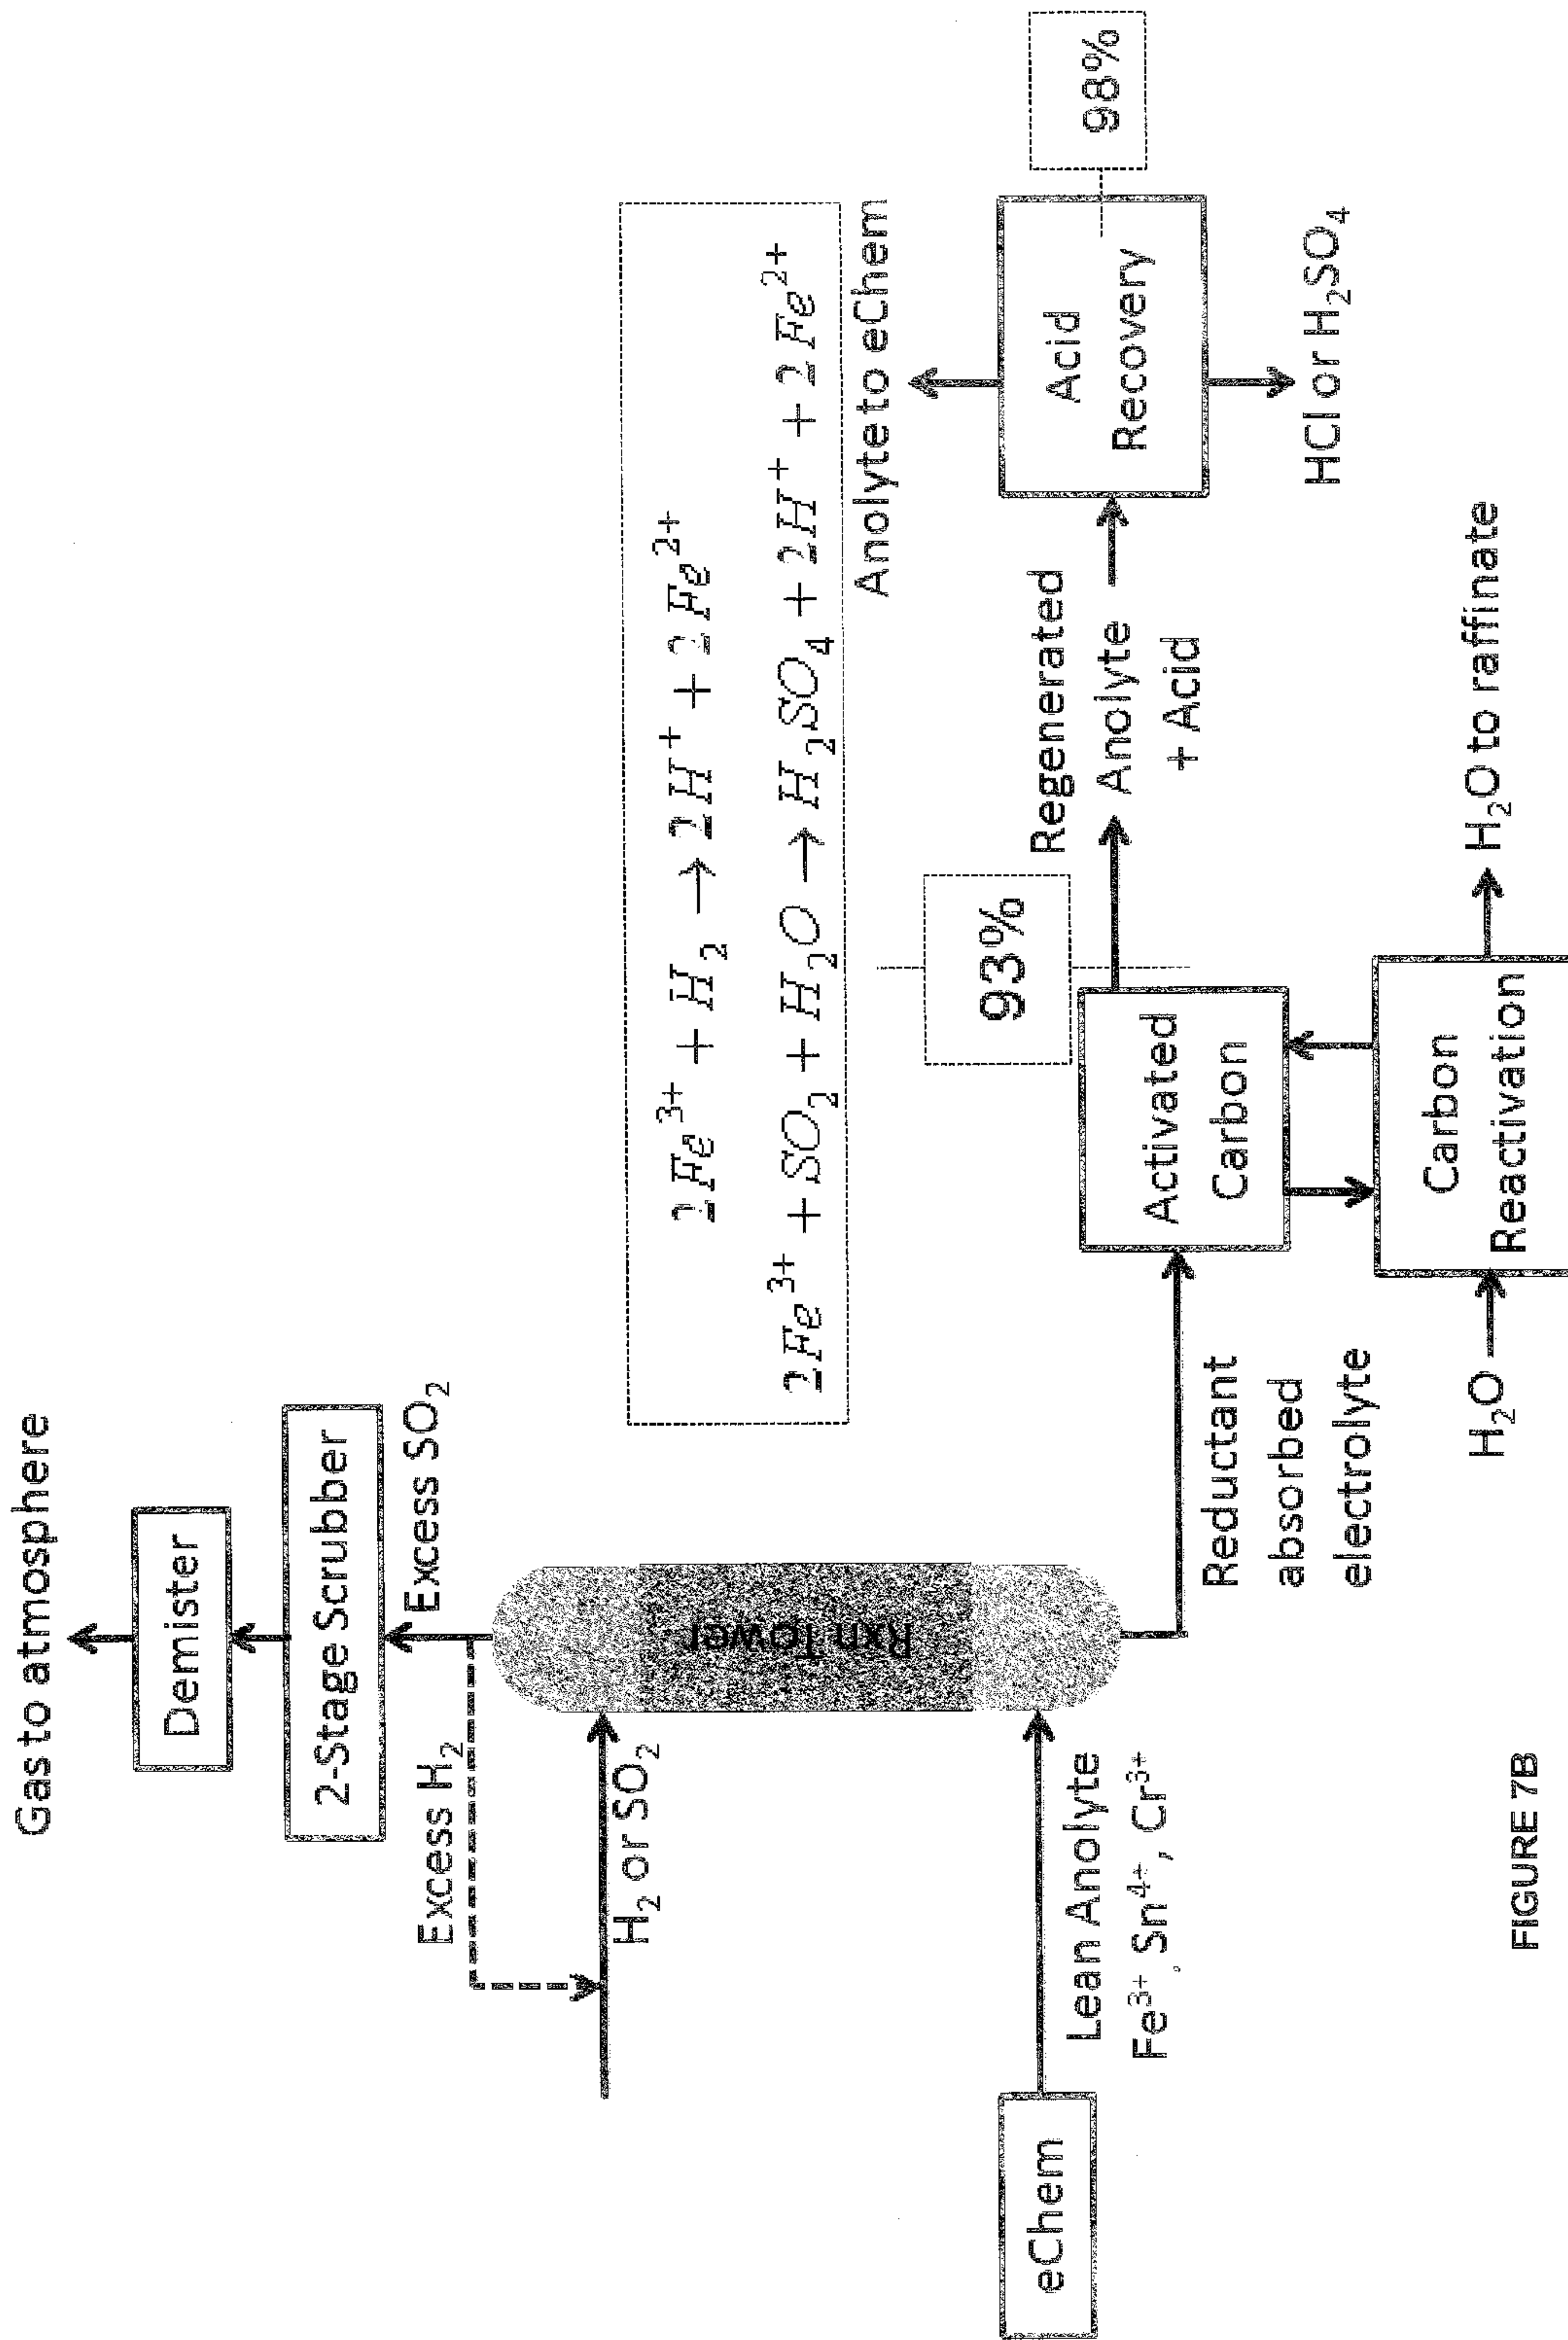 Gas to atmosphere
Demister
2-Stage Scrubber
Excess H₂
Excess SO₂
H₂ or SO₂
Rxn Tower
2Fe³⁺ + H₂ → 2H⁺ + 2Fe²⁺
2Fe³⁺ + SO₂ + H₂O → H₂SO₄ + 2H⁺ + 2Fe²⁺
eChem
Lean Anolyte
Fe³⁺, Sn⁴⁺, Cr³⁺
Reductant
absorbed
electrolyte
Activated
Carbon
93%
Regenerated
Anolyte
+ Acid
Anolyte to eChem
Acid
Recovery
98%
HCl or H₂SO₄
H₂O
Carbon
Reactivation
H₂O to raffinate
FIGURE 7B